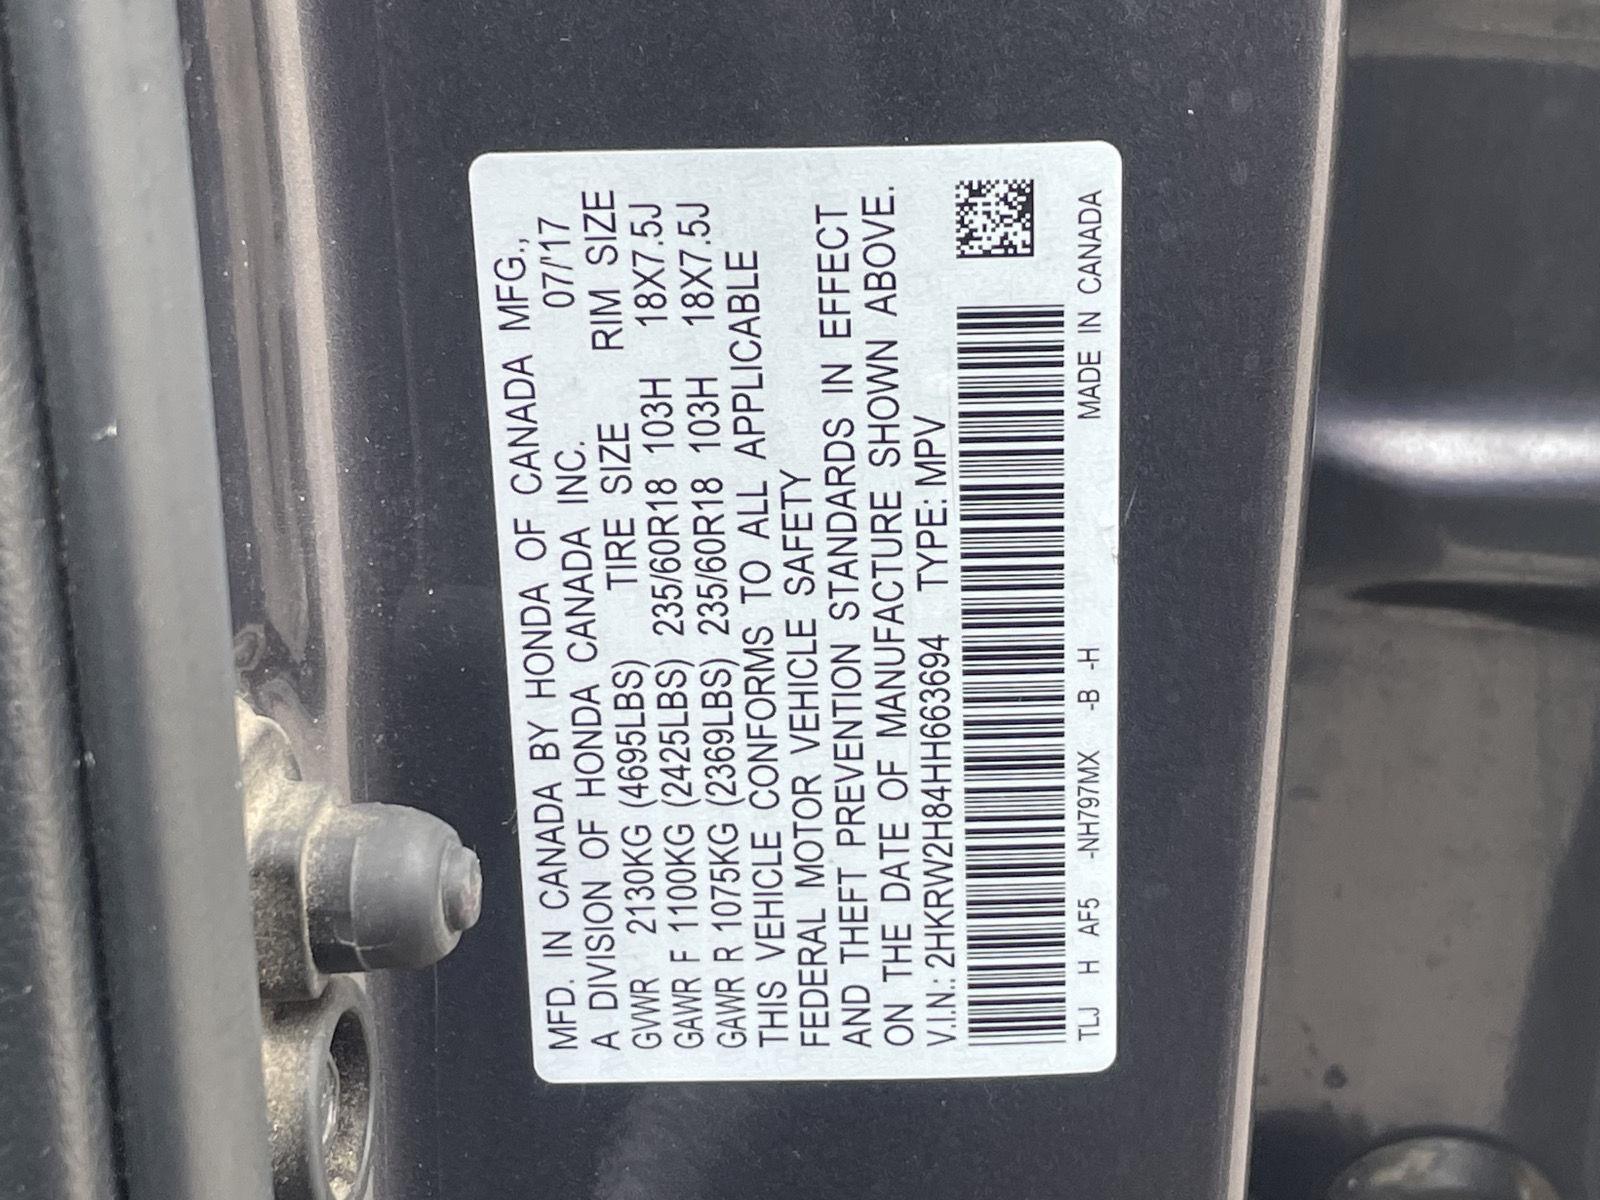 MFD. IN CANADA BY HONDA OF CANADA MFG.,
A DIVISION OF HONDA CANADA INC. 07/'17
GVWR 2130KG (4695LBS) TIRE SIZE RIM SIZE
GAWR F 1100KG (2425LBS) 235/60R18 103H 18X7.5J
GAWR R 1075KG (2369LBS) 235/60R18 103H 18X7.5J
THIS VEHICLE CONFORMS TO ALL APPLICABLE
FEDERAL MOTOR VEHICLE SAFETY
AND THEFT PREVENTION STANDARDS IN EFFECT
ON THE DATE OF MANUFACTURE SHOWN ABOVE.
V.I.N.: 2HKRW2H84HH663694 TYPE: MPV
TLJ H AF5 -NH797MX -B -H MADE IN CANADA